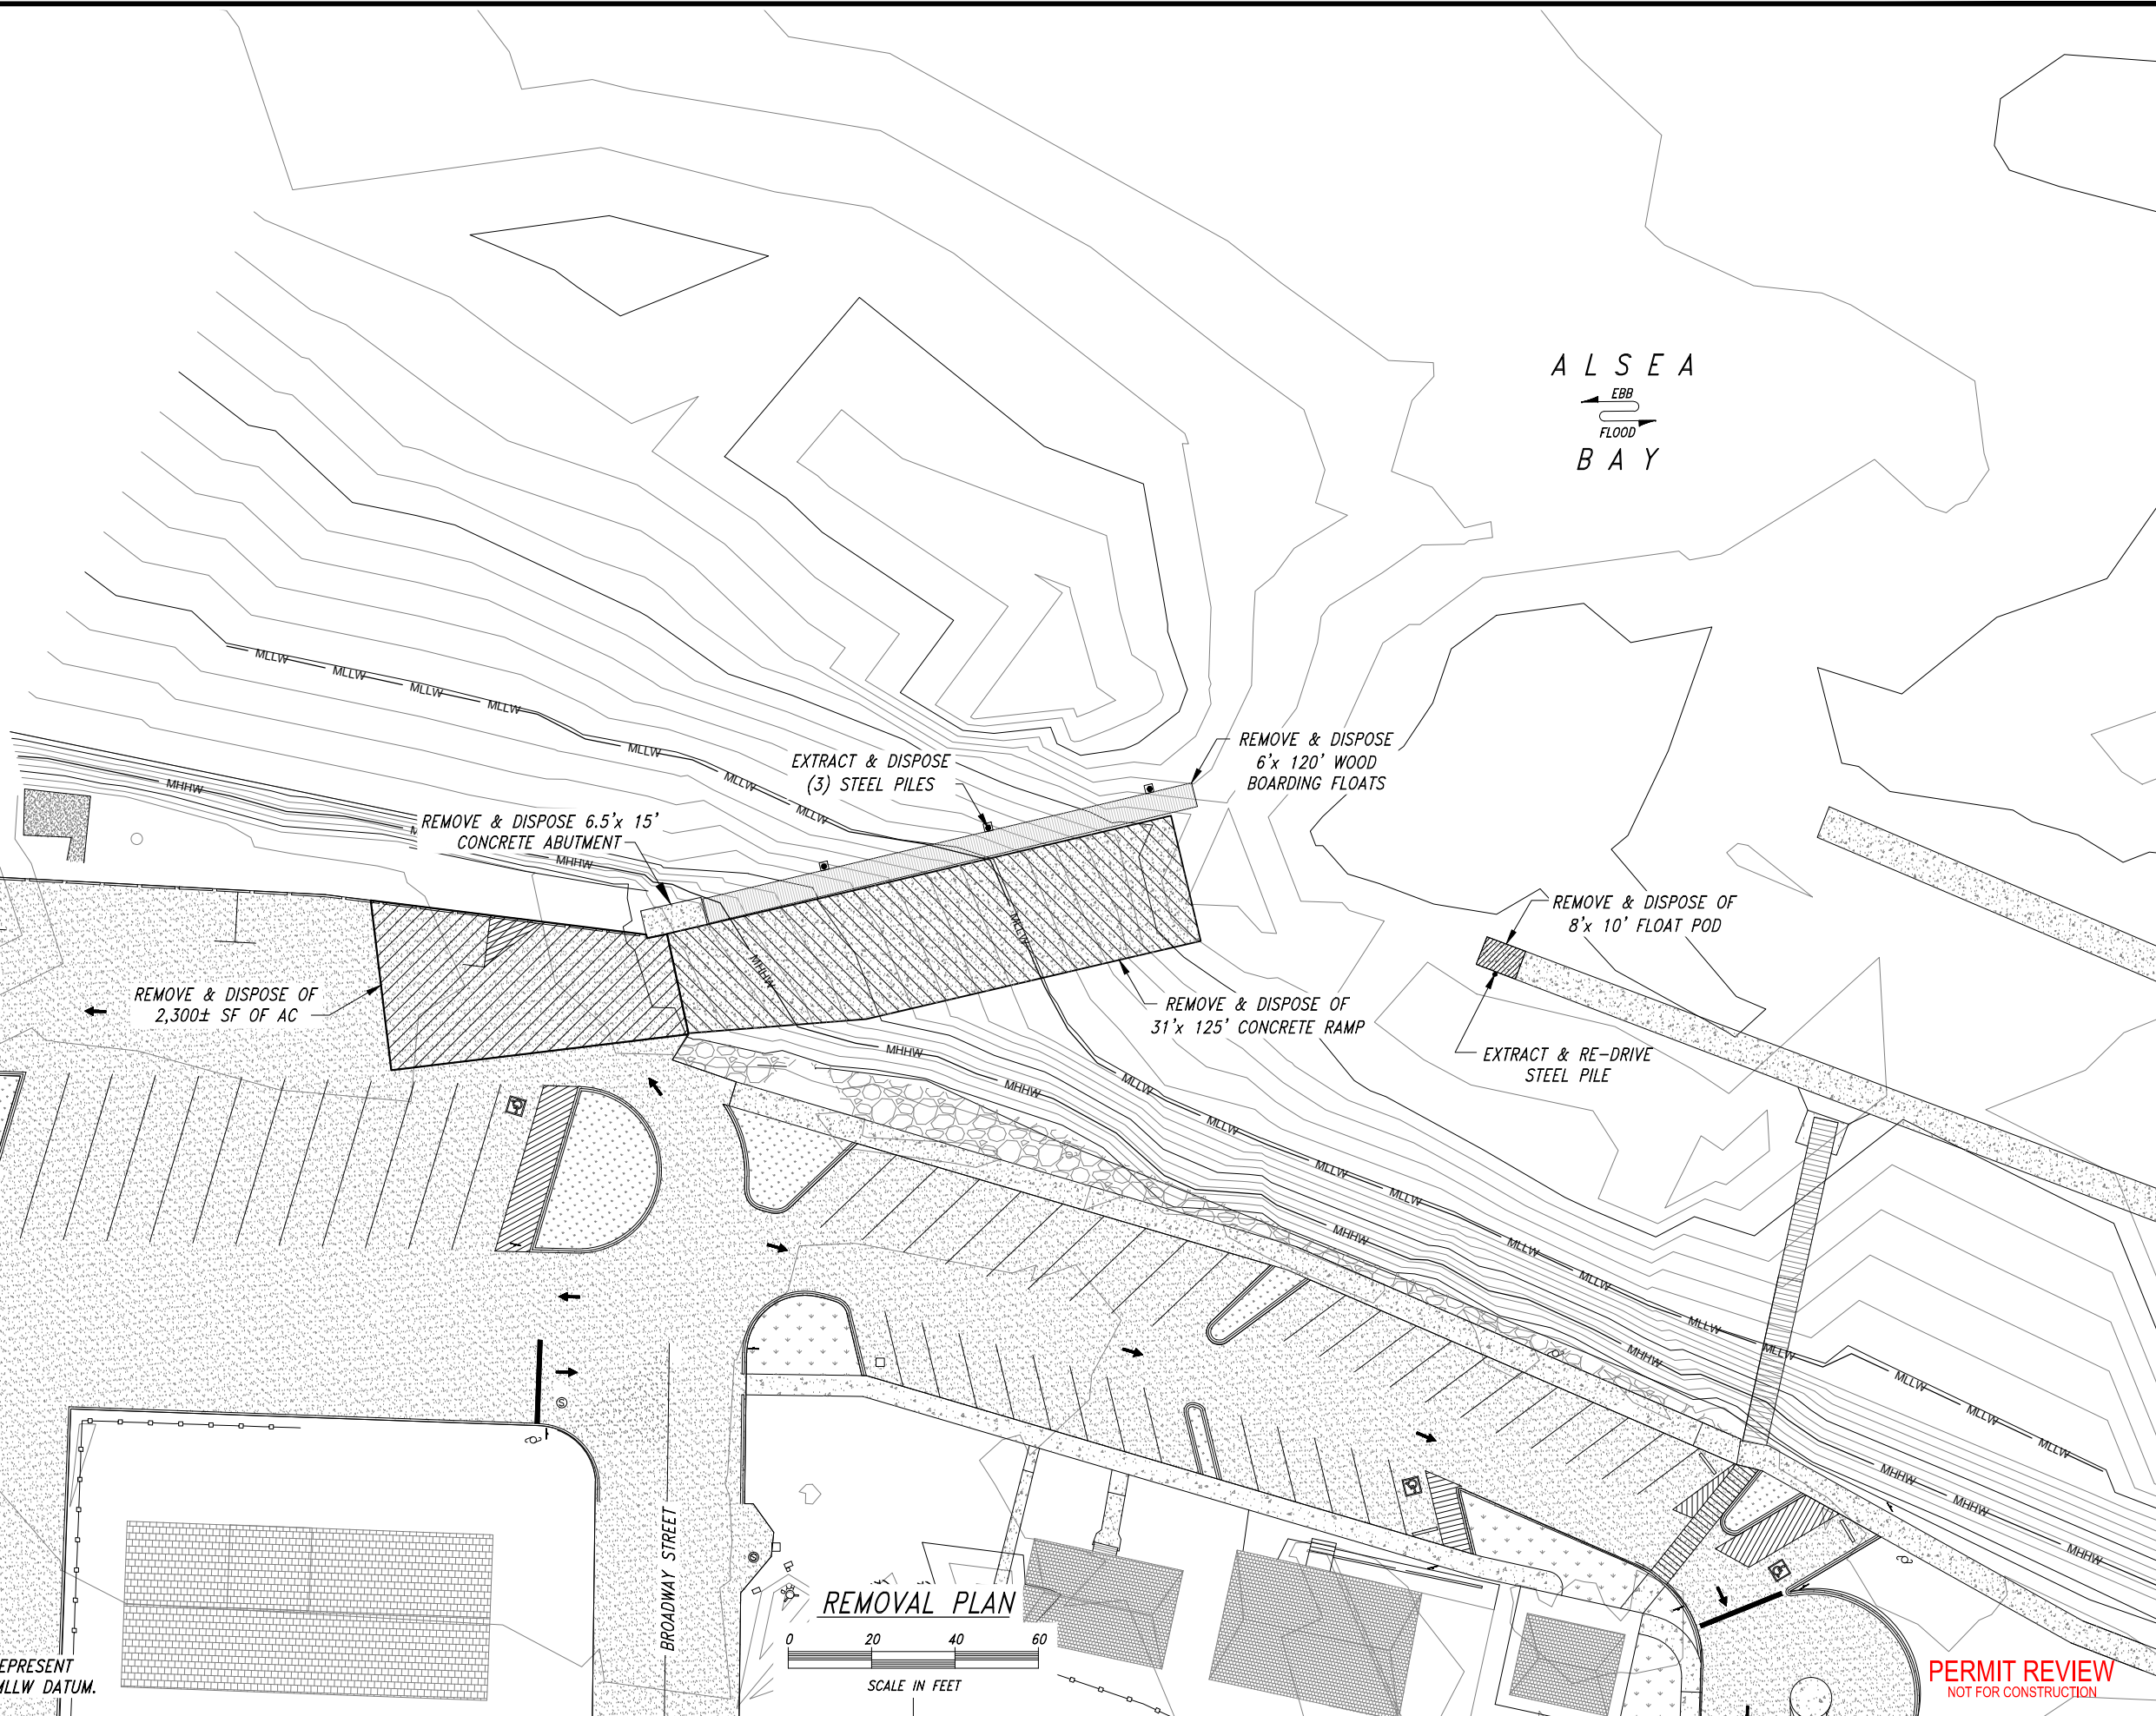 A L S E A
EBB
FLOOD
B A Y
MLLW
MLLW
MLLW
MLLW
MLLW
MLLW
MLLW
MHHW
EXTRACT & DISPOSE
(3) STEEL PILES
REMOVE & DISPOSE
6'x 120' WOOD
BOARDING FLOATS
REMOVE & DISPOSE 6.5'x 15'
CONCRETE ABUTMENT
MHHW
REMOVE & DISPOSE OF
8'x 10' FLOAT POD
MLLW
MHHW
REMOVE & DISPOSE OF
2,300± SF OF AC
REMOVE & DISPOSE OF
31'x 125' CONCRETE RAMP
EXTRACT & RE-DRIVE
STEEL PILE
MHHW
MHHW
MLLW
MLLW
MLLW
MLLW
MHHW
MLLW
MLLW
MLLW
MHHW
MLLW
MLLW
MLLW
MLLW
MHHW
MHHW
MHHW
S
S
BROADWAY STREET
REMOVAL PLAN
0 20 40 60
SCALE IN FEET
EPRESENT
MLLW DATUM.
PERMIT REVIEW
NOT FOR CONSTRUCTION